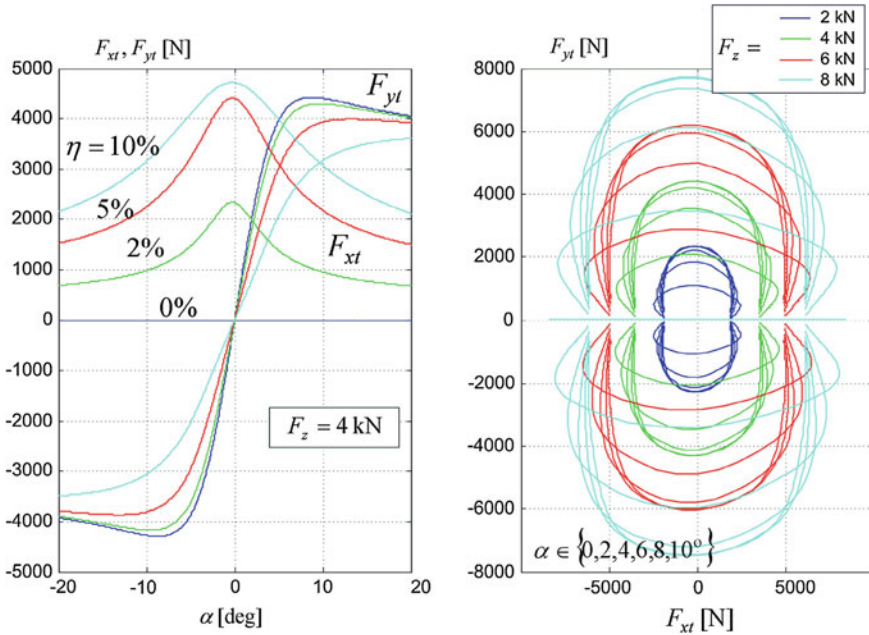 F_xt, F_yt [N]
5000
4000
3000
2000
1000
0
-1000
-2000
-3000
-4000
-5000
-20
-10
0
10
20
α [deg]
η = 10%
5%
2%
0%
F_yt
F_xt
F_z = 4 kN
F_yt [N]
F_z =
2 kN
4 kN
6 kN
8 kN
8000
6000
4000
2000
0
-2000
-4000
-6000
-8000
-5000
0
5000
α ∈ {0,2,4,6,8,10°}
F_xt [N]